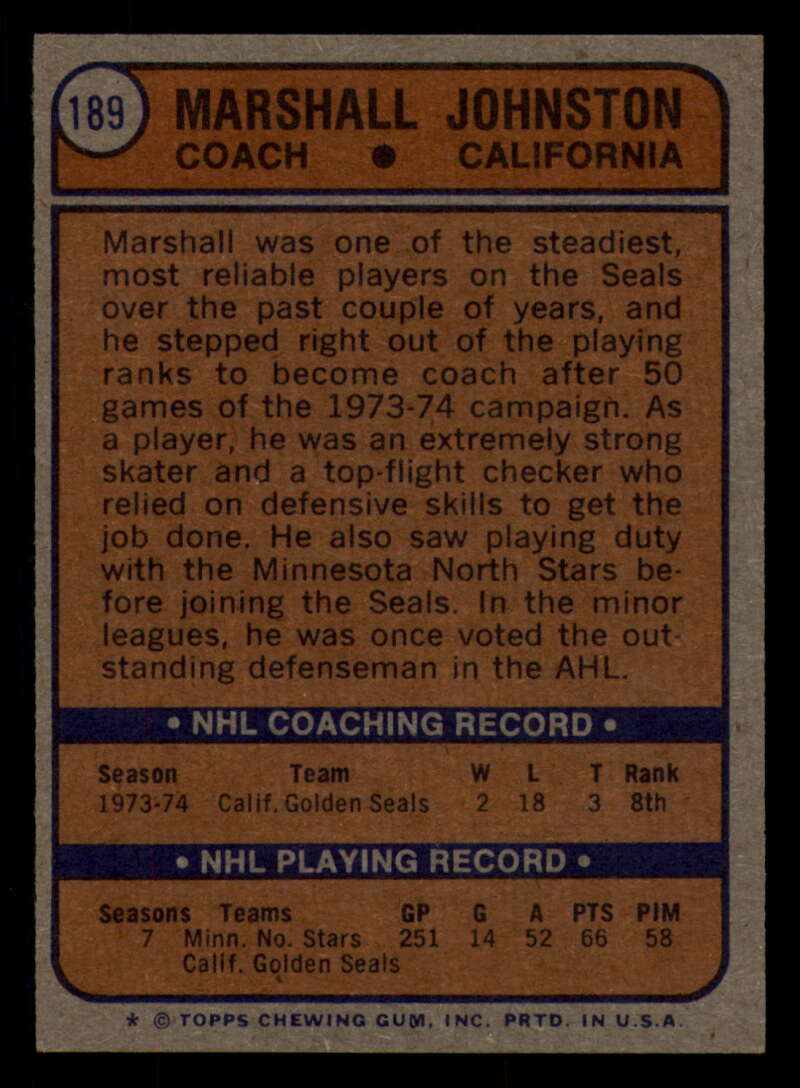 189
MARSHALL JOHNSTON
COACH ● CALIFORNIA
Marshall was one of the steadiest,
most reliable players on the Seals
over the past couple of years, and
he stepped right out of the playing
ranks to become coach after 50
games of the 1973-74 campaign. As
a player, he was an extremely strong
skater and a top-flight checker who
relied on defensive skills to get the
job done. He also saw playing duty
with the Minnesota North Stars be-
fore joining the Seals. In the minor
leagues, he was once voted the out-
standing defenseman in the AHL.
• NHL COACHING RECORD •
Season Team W L T Rank
1973-74 Calif. Golden Seals 2 18 3 8th
• NHL PLAYING RECORD •
Seasons Teams GP G A PTS PIM
7 Minn. No. Stars 251 14 52 66 58
Calif. Golden Seals
* © TOPPS CHEWING GUM, INC. PRTD. IN U.S.A.